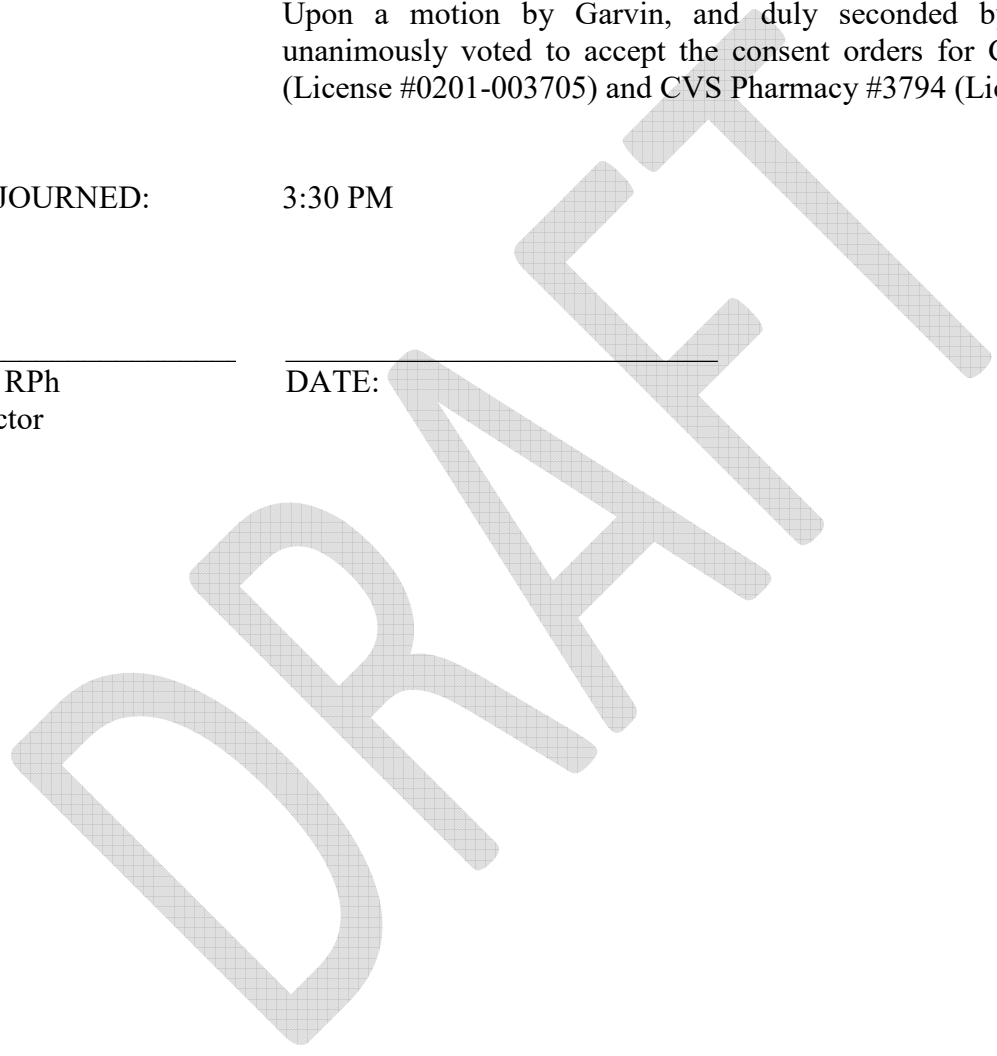 Upon a motion by Garvin, and duly seconded by
unanimously voted to accept the consent orders for
(License #0201-003705) and CVS Pharmacy #3794
JOURNED: 3:30 PM
RPh DATE:
ctor
DRAFT